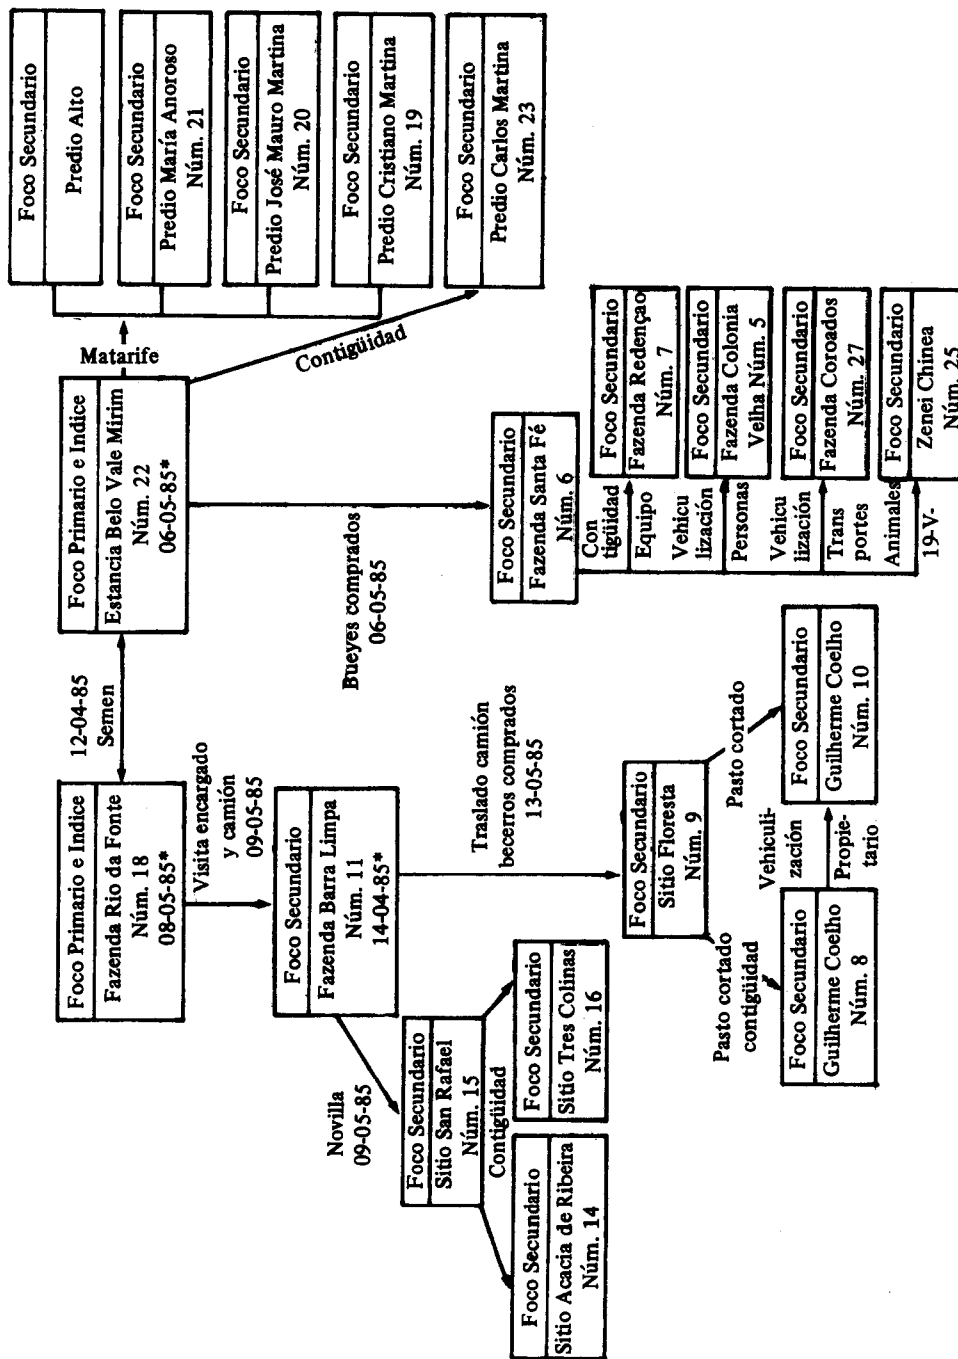 Foco Primario e Indice
Fazenda Rio da Fonte
Núm. 18
08-05-85*
12-04-85
Semen
Foco Primario e Indice
Estancia Belo Vale Mirim
Núm. 22
06-05-85*
Matarife
Foco Secundario
Predio Alto
Foco Secundario
Predio María Anoroso
Núm. 21
Foco Secundario
Predio José Mauro Martina
Núm. 20
Foco Secundario
Predio Cristiano Martina
Núm. 19
Contigüidad
Foco Secundario
Predio Carlos Martina
Núm. 23
Visita encargado
y camión
09-05-85
Foco Secundario
Fazenda Barra Limpa
Núm. 11
14-04-85*
Bueyes comprados
06-05-85
Foco Secundario
Fazenda Santa Fé
Núm. 6
Con
tigüidad
Equipo
Foco Secundario
Fazenda Redençao
Núm. 7
Vehicu
lización
Personas
Foco Secundario
Fazenda Colonia
Velha Núm. 5
Vehicu
lización
Trans
portes
Foco Secundario
Fazenda Coroados
Núm. 27
Animales
19-V-
Foco Secundario
Zenei Chinea
Núm. 25
Novilla
09-05-85
Foco Secundario
Sitio San Rafael
Núm. 15
Contigüidad
Foco Secundario
Sitio Acacia de Ribeira
Núm. 14
Foco Secundario
Sitio Tres Colinas
Núm. 16
Traslado camión
becerros comprados
13-05-85
Foco Secundario
Sitio Floresta
Núm. 9
Pasto cortado
contigüidad
Pasto cortado
Foco Secundario
Guilherme Coelho
Núm. 8
Vehiculi-
zación
Propie-
tario
Foco Secundario
Guilherme Coelho
Núm. 10